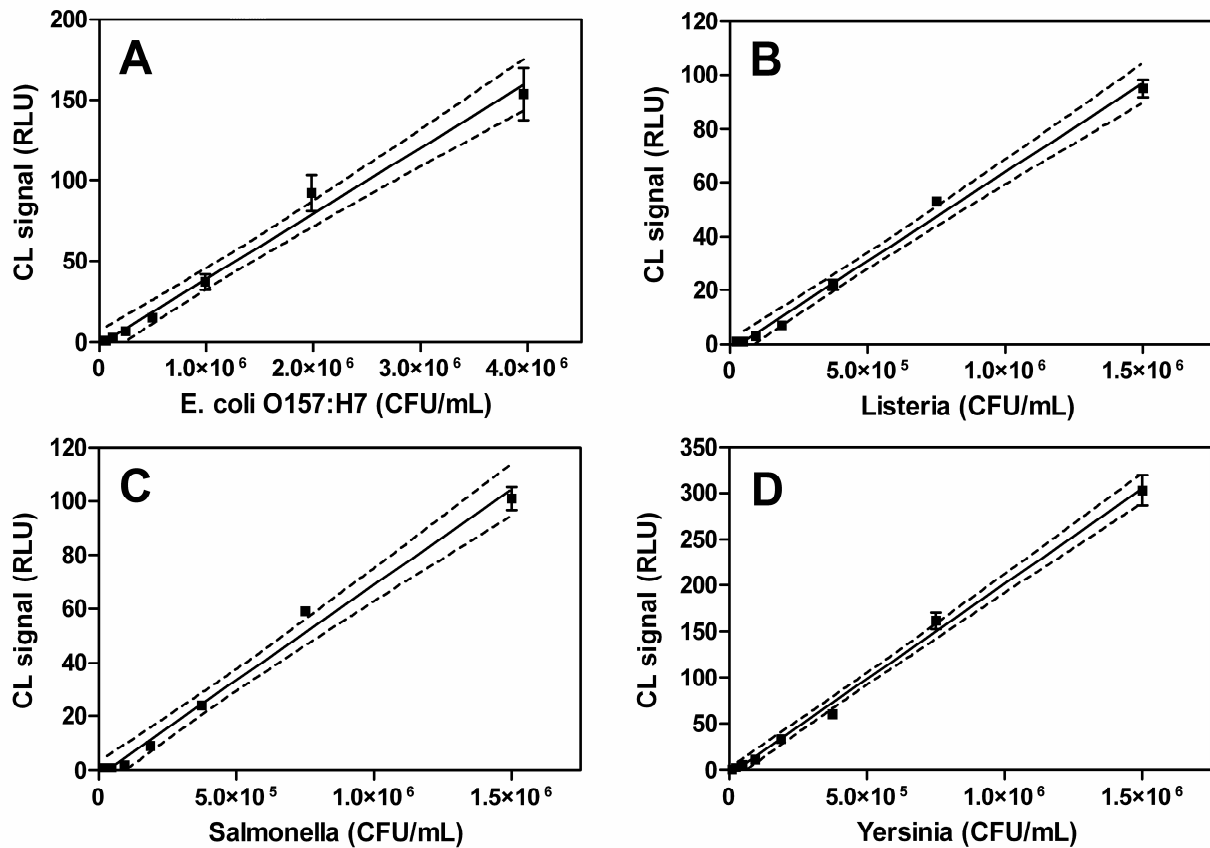 A
CL signal (RLU)
200
150
100
50
0
0 1.0×10⁶ 2.0×10⁶ 3.0×10⁶ 4.0×10⁶
E. coli O157:H7 (CFU/mL)
B
CL signal (RLU)
120
100
80
60
40
20
0
0 5.0×10⁵ 1.0×10⁶ 1.5×10⁶
Listeria (CFU/mL)
C
CL signal (RLU)
120
100
80
60
40
20
0
0 5.0×10⁵ 1.0×10⁶ 1.5×10⁶
Salmonella (CFU/mL)
D
CL signal (RLU)
350
300
250
200
150
100
50
0
0 5.0×10⁵ 1.0×10⁶ 1.5×10⁶
Yersinia (CFU/mL)